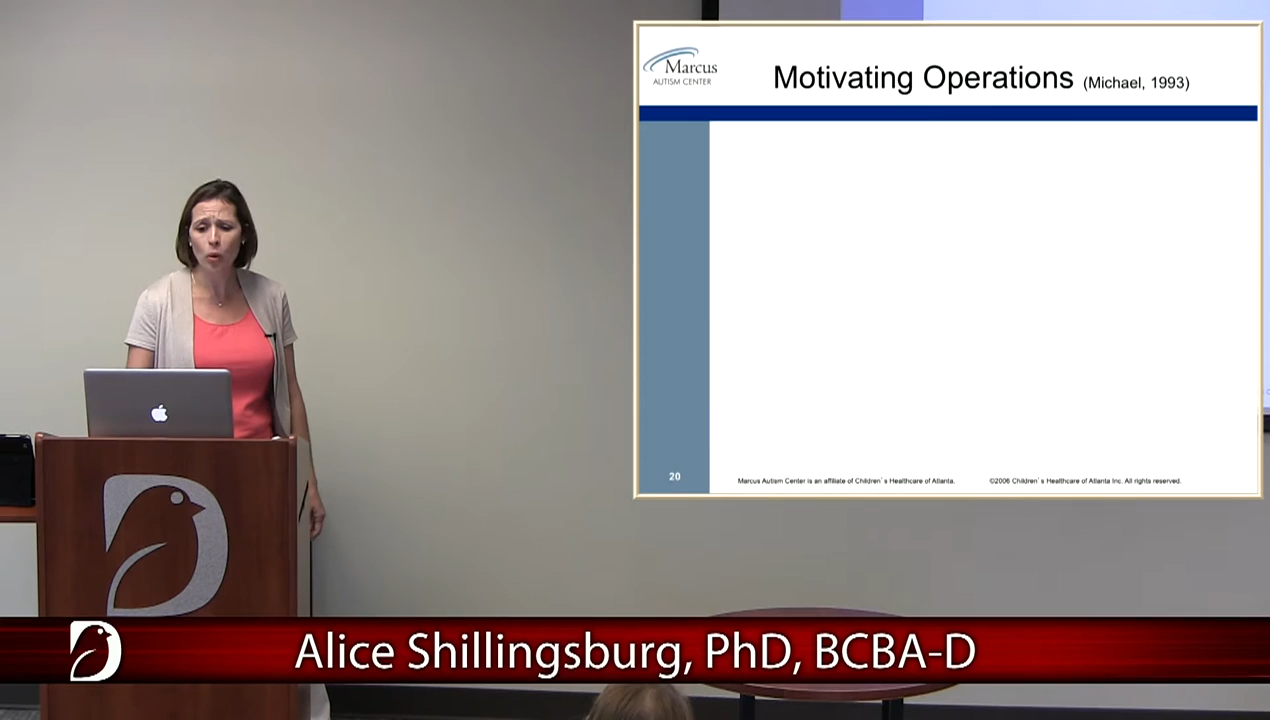 Marcus
AUTISM CENTER
Motivating Operations (Michael, 1993)
20
Marcus Autism Center is an affiliate of Children`s Healthcare of Atlanta.
©2006 Children`s Healthcare of Atlanta Inc. All rights reserved.
Alice Shillingsburg, PhD, BCBA-D